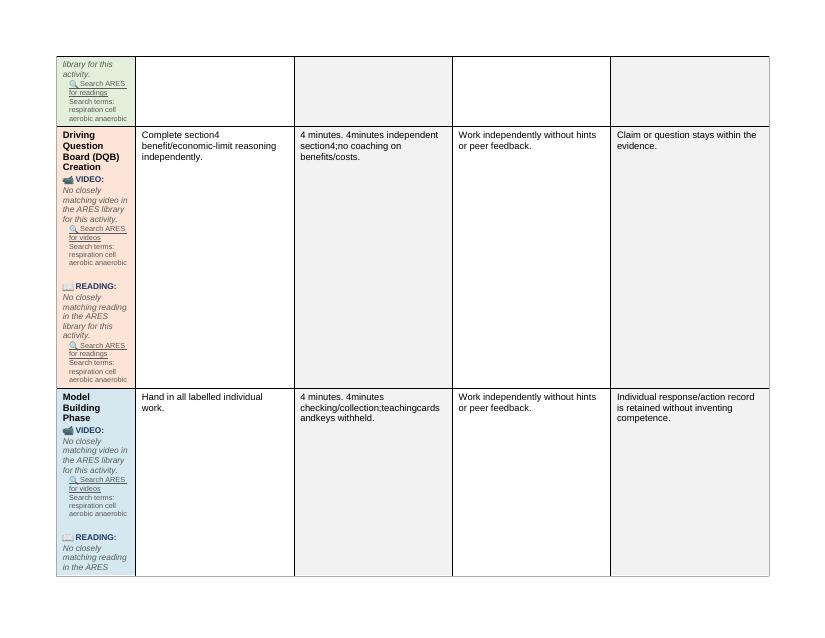 library for this
activity.
🔍 Search ARES
for readings
Search terms:
respiration cell
aerobic anaerobic
Driving
Question
Board (DQB)
Creation
📹 VIDEO:
No closely
matching video in
the ARES library
for this activity.
🔍 Search ARES
for videos
Search terms:
respiration cell
aerobic anaerobic
📖 READING:
No closely
matching reading
in the ARES
library for this
activity.
🔍 Search ARES
for readings
Search terms:
respiration cell
aerobic anaerobic
Complete section4
benefit/economic-limit reasoning
independently.
4 minutes. 4minutes independent
section4;no coaching on
benefits/costs.
Work independently without hints
or peer feedback.
Claim or question stays within the
evidence.
Model
Building
Phase
📹 VIDEO:
No closely
matching video in
the ARES library
for this activity.
🔍 Search ARES
for videos
Search terms:
respiration cell
aerobic anaerobic
📖 READING:
No closely
matching reading
in the ARES
Hand in all labelled individual
work.
4 minutes. 4minutes
checking/collection;teachingcards
andkeys withheld.
Work independently without hints
or peer feedback.
Individual response/action record
is retained without inventing
competence.